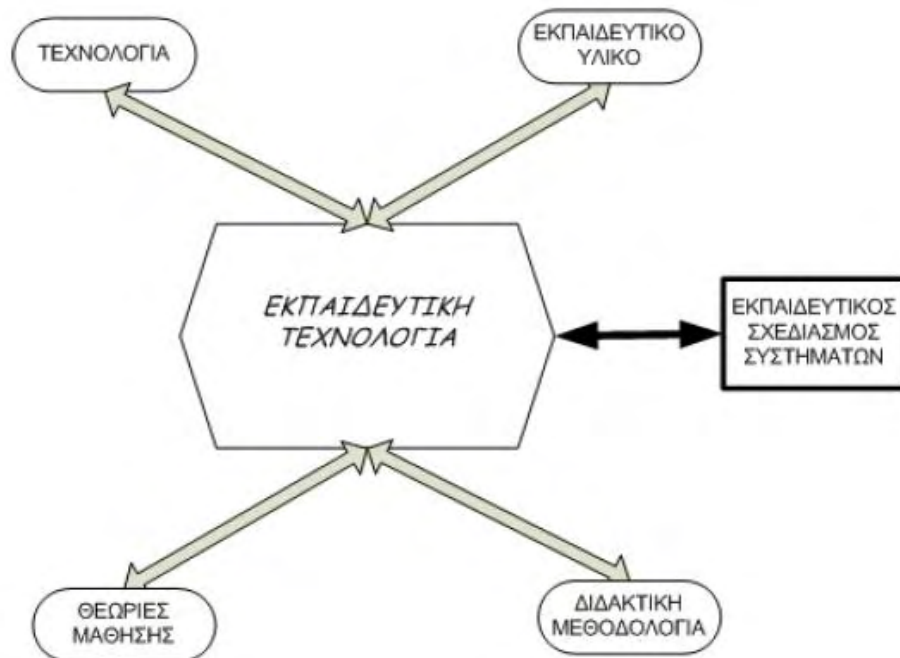 ΤΕΧΝΟΛΟΓΙΑ
ΕΚΠΑΙΔΕΥΤΙΚΟ
ΥΛΙΚΟ
ΕΚΠΑΙΔΕΥΤΙΚΗ
ΤΕΧΝΟΛΟΓΙΑ
ΕΚΠΑΙΔΕΥΤΙΚΟΣ
ΣΧΕΔΙΑΣΜΟΣ
ΣΥΣΤΗΜΑΤΩΝ
ΘΕΩΡΙΕΣ
ΜΑΘΗΣΗΣ
ΔΙΔΑΚΤΙΚΗ
ΜΕΘΟΔΟΛΟΓΙΑ